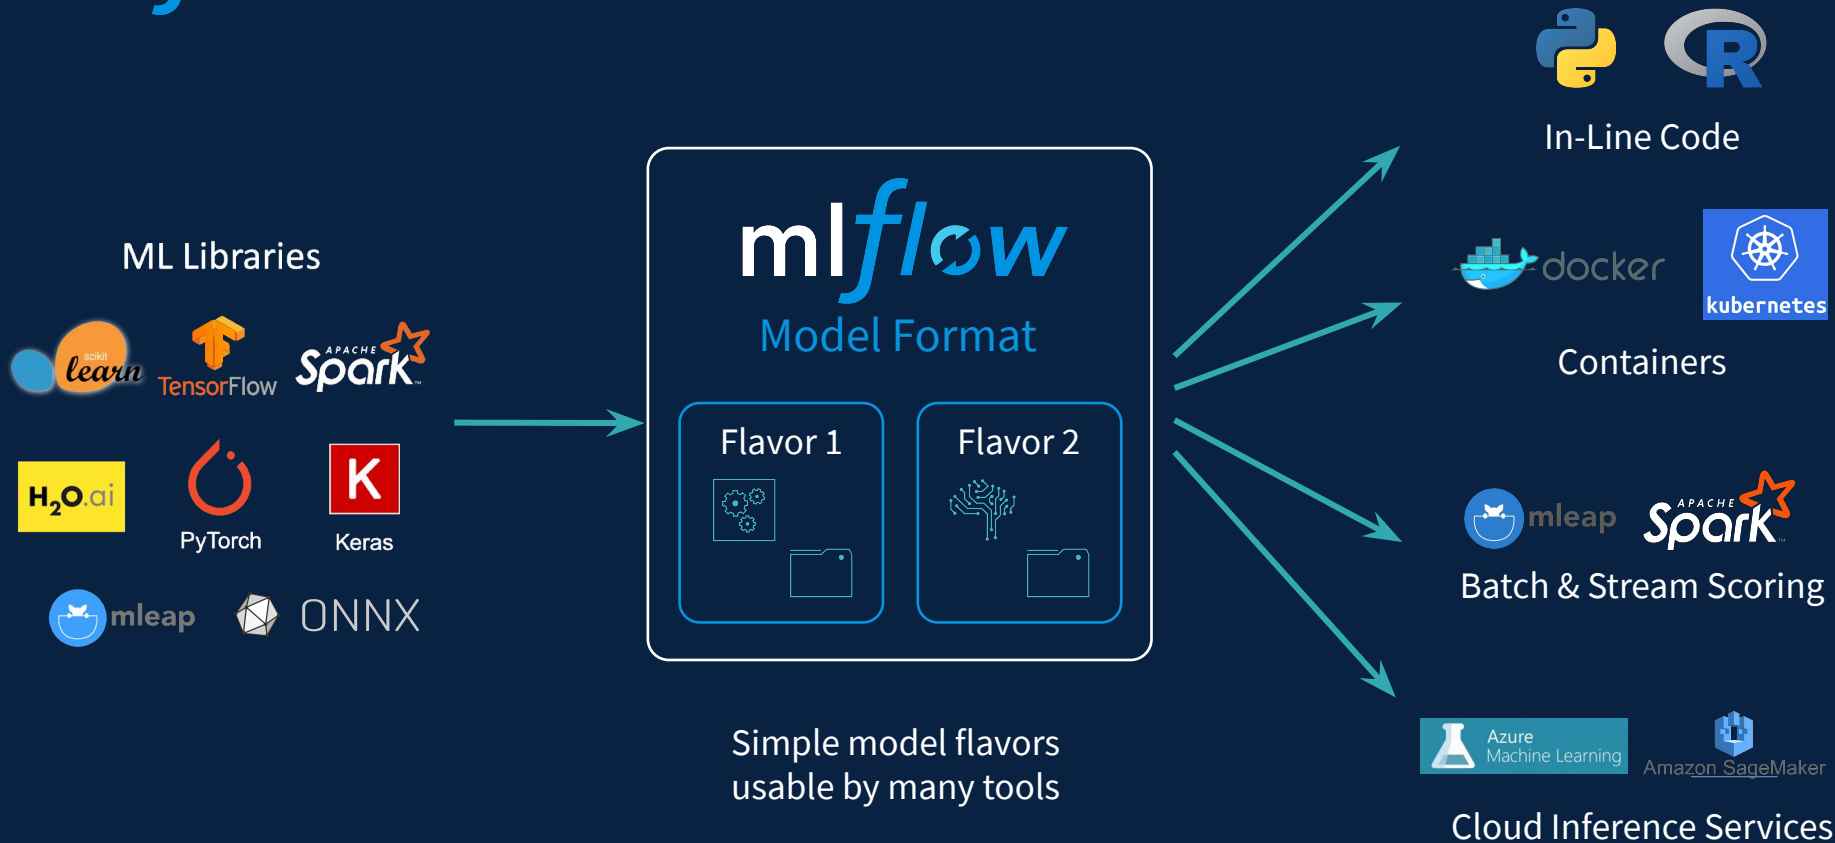 ML Libraries
scikit
learn
TensorFlow
APACHE
Spark™
H₂O.ai
PyTorch
K
Keras
mleap
ONNX
mlflow
Model Format
Flavor 1
Flavor 2
Simple model flavors
usable by many tools
R
In-Line Code
docker
kubernetes
Containers
mleap
APACHE
Spark™
Batch & Stream Scoring
Azure
Machine Learning
Amazon SageMaker
Cloud Inference Services